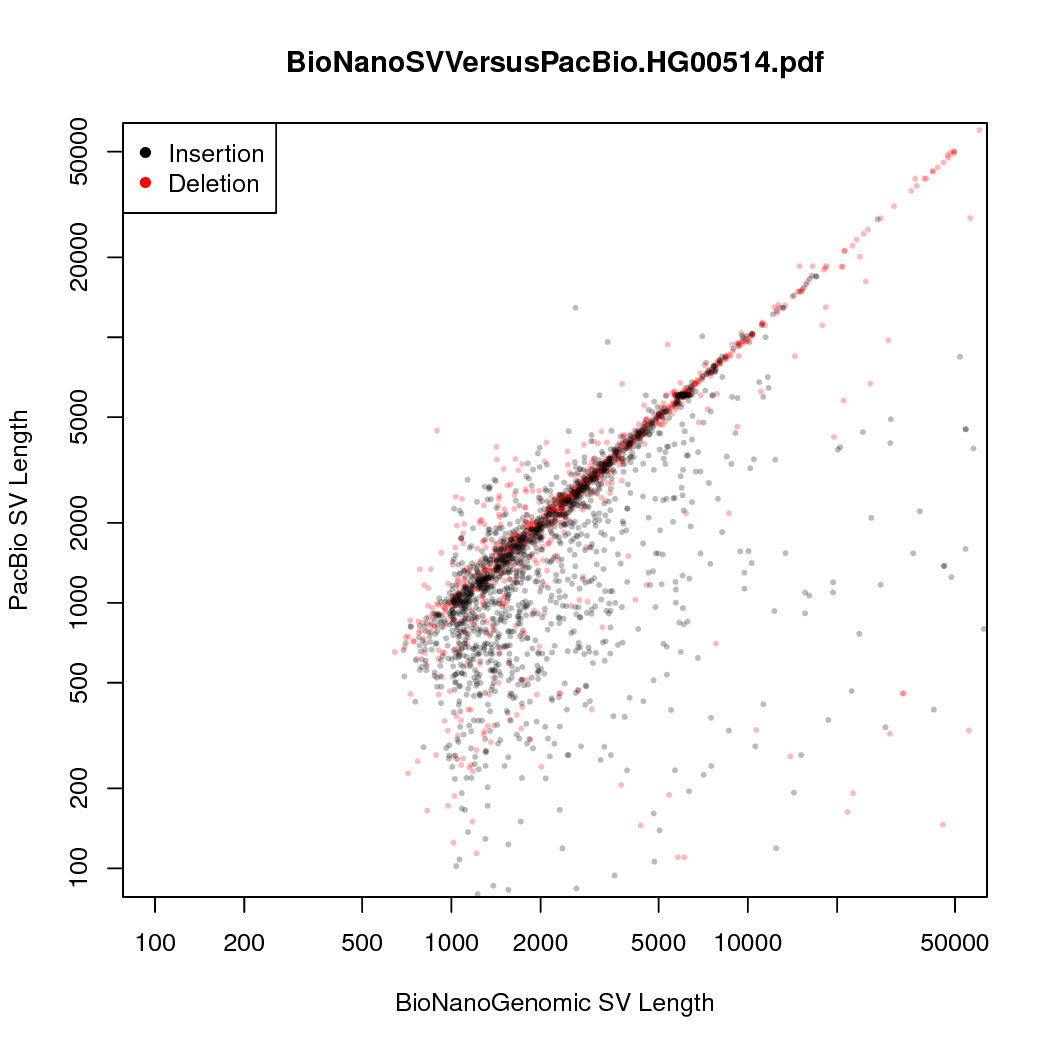 BioNanoSVVersusPacBio.HG00514.pdf
Insertion
Deletion
50000
20000
5000
2000
1000
500
200
100
PacBio SV Length
100 200 500 1000 2000 5000 10000 50000
BioNanoGenomic SV Length